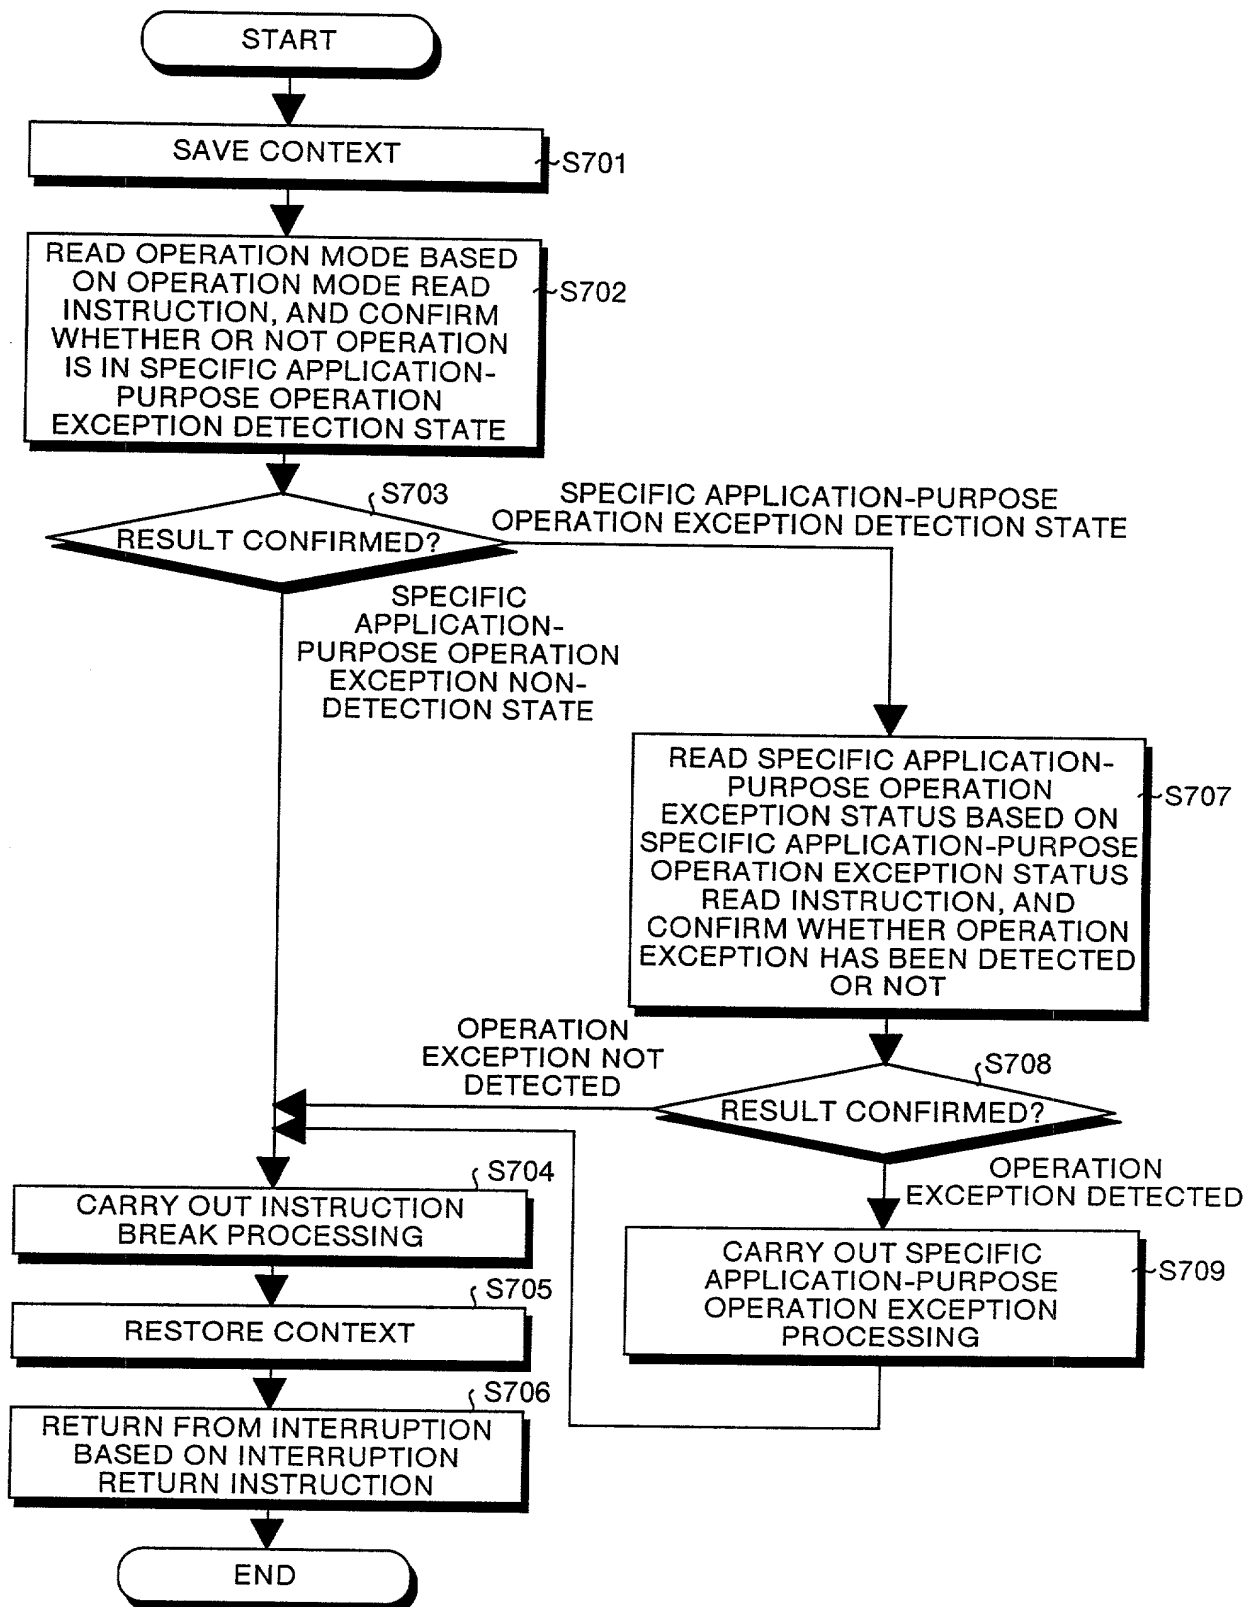 START
SAVE CONTEXT
S701
READ OPERATION MODE BASED
ON OPERATION MODE READ
INSTRUCTION, AND CONFIRM
WHETHER OR NOT OPERATION
IS IN SPECIFIC APPLICATION-
PURPOSE OPERATION
EXCEPTION DETECTION STATE
S702
S703
RESULT CONFIRMED?
SPECIFIC APPLICATION-PURPOSE
OPERATION EXCEPTION DETECTION STATE
SPECIFIC
APPLICATION-
PURPOSE OPERATION
EXCEPTION NON-
DETECTION STATE
READ SPECIFIC APPLICATION-
PURPOSE OPERATION
EXCEPTION STATUS BASED ON
SPECIFIC APPLICATION-PURPOSE
OPERATION EXCEPTION STATUS
READ INSTRUCTION, AND
CONFIRM WHETHER OPERATION
EXCEPTION HAS BEEN DETECTED
OR NOT
S707
OPERATION
EXCEPTION NOT
DETECTED
S708
RESULT CONFIRMED?
OPERATION
EXCEPTION DETECTED
S704
CARRY OUT INSTRUCTION
BREAK PROCESSING
CARRY OUT SPECIFIC
APPLICATION-PURPOSE
OPERATION EXCEPTION
PROCESSING
S709
S705
RESTORE CONTEXT
S706
RETURN FROM INTERRUPTION
BASED ON INTERRUPTION
RETURN INSTRUCTION
END